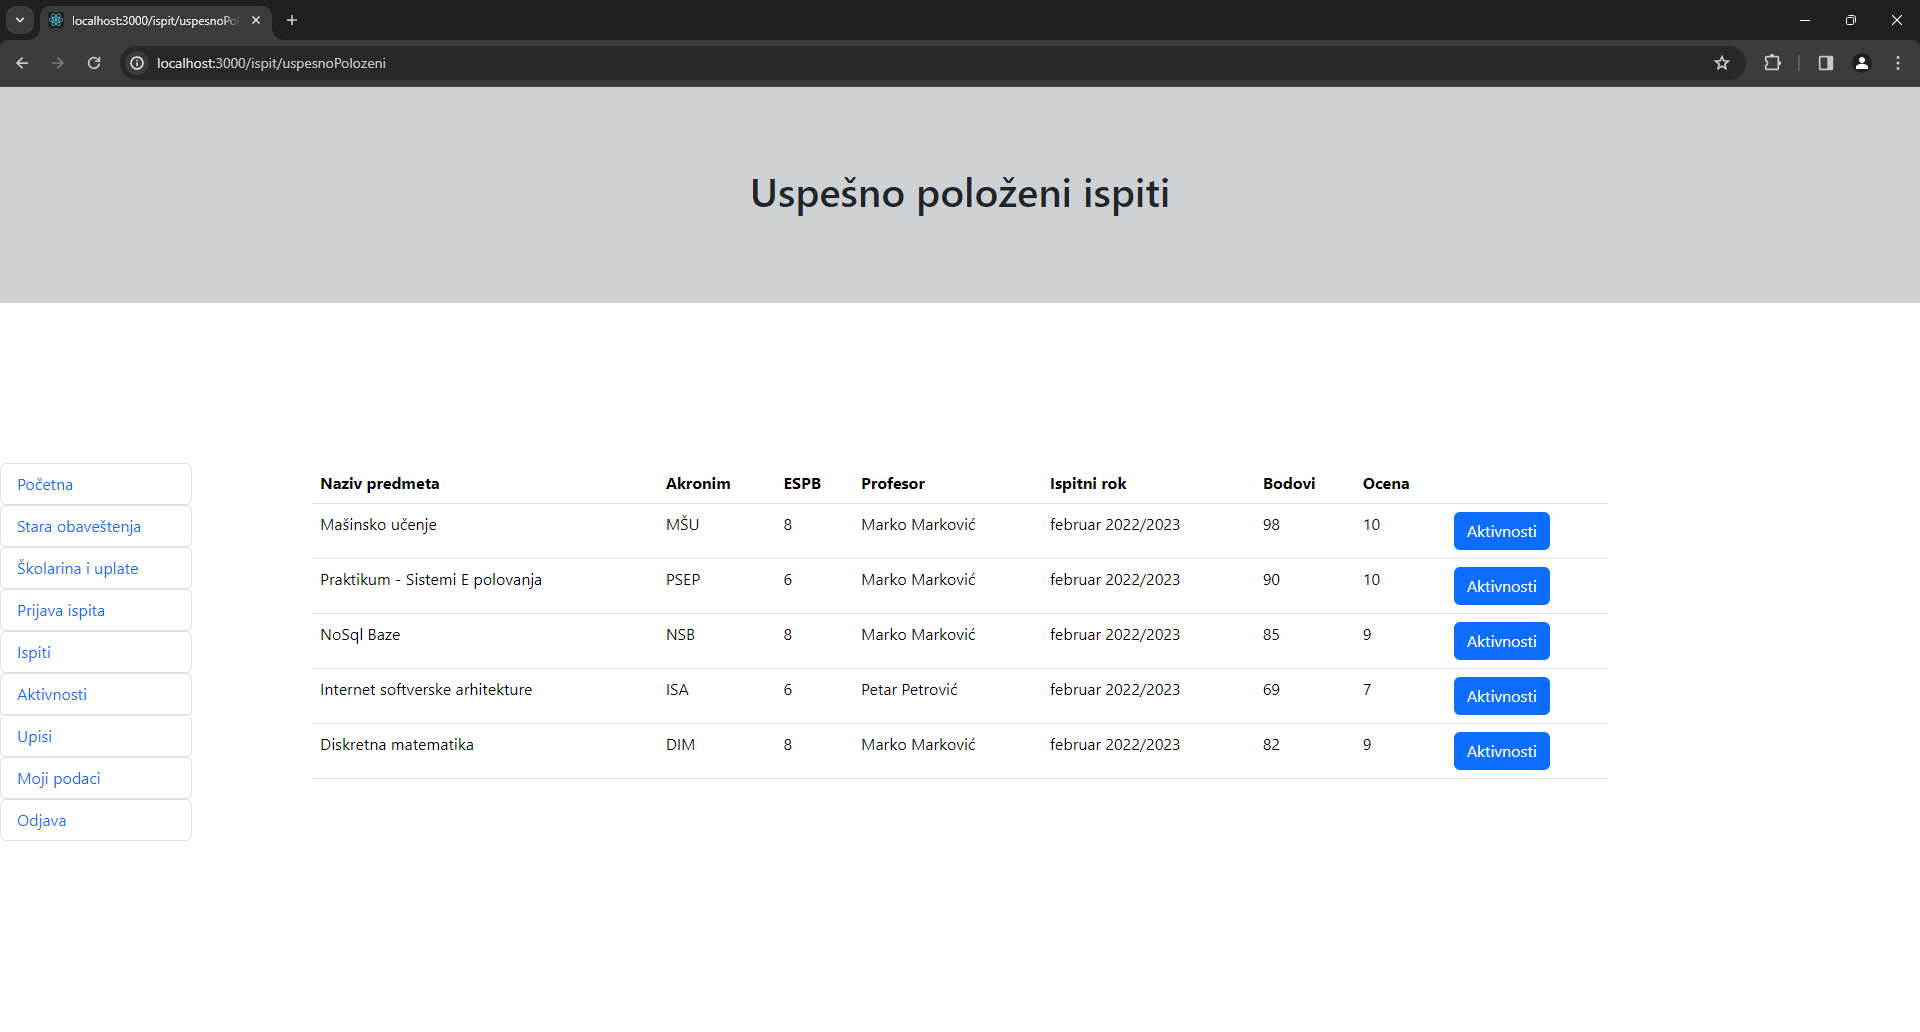 localhost:3000/ispit/uspesnoPo
localhost:3000/ispit/uspesnoPolozeni
Uspešno položeni ispiti
Početna
Stara obaveštenja
Školarina i uplate
Prijava ispita
Ispiti
Aktivnosti
Upisi
Moji podaci
Odjava
Naziv predmeta Akronim ESPB Profesor Ispitni rok Bodovi Ocena
Mašinsko učenje MŠU 8 Marko Marković februar 2022/2023 98 10 Aktivnosti
Praktikum - Sistemi E polovanja PSEP 6 Marko Marković februar 2022/2023 90 10 Aktivnosti
NoSql Baze NSB 8 Marko Marković februar 2022/2023 85 9 Aktivnosti
Internet softverske arhitekture ISA 6 Petar Petrović februar 2022/2023 69 7 Aktivnosti
Diskretna matematika DIM 8 Marko Marković februar 2022/2023 82 9 Aktivnosti